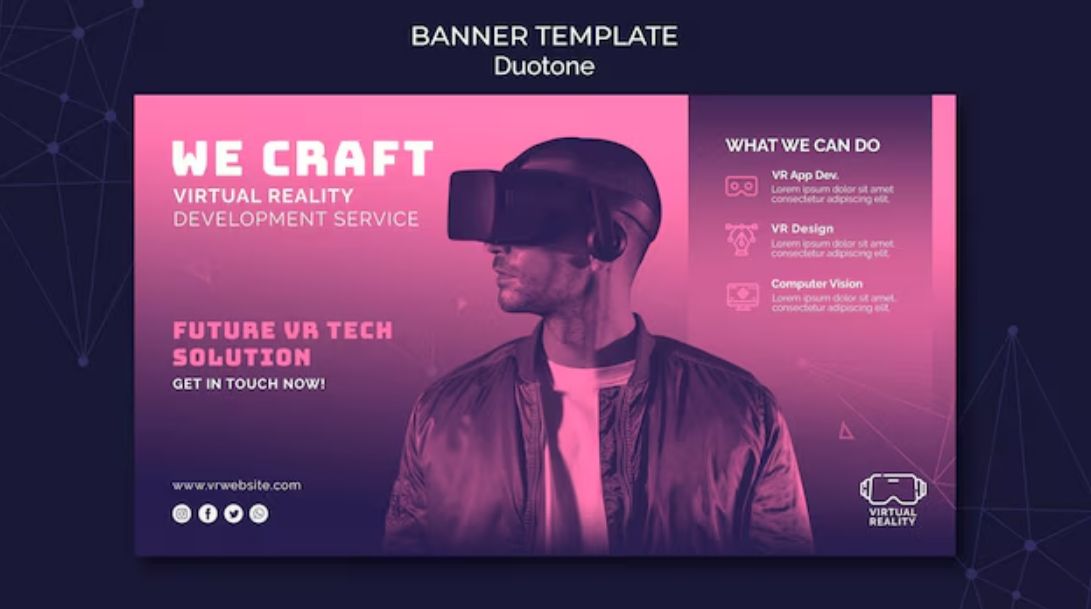 BANNER TEMPLATE
Duotone
WE CRAFT
VIRTUAL REALITY
DEVELOPMENT SERVICE
FUTURE VR TECH
SOLUTION
GET IN TOUCH NOW!
www.vrwebsite.com
WHAT WE CAN DO
VR App Dev.
Lorem ipsum dolor sit amet
consectetur adipiscing elit.
VR Design
Lorem ipsum dolor sit amet,
consectetur adipiscing elit.
Computer Vision
Lorem ipsum dolor sit amet,
consectetur adipiscing elit.
VIRTUAL
REALITY